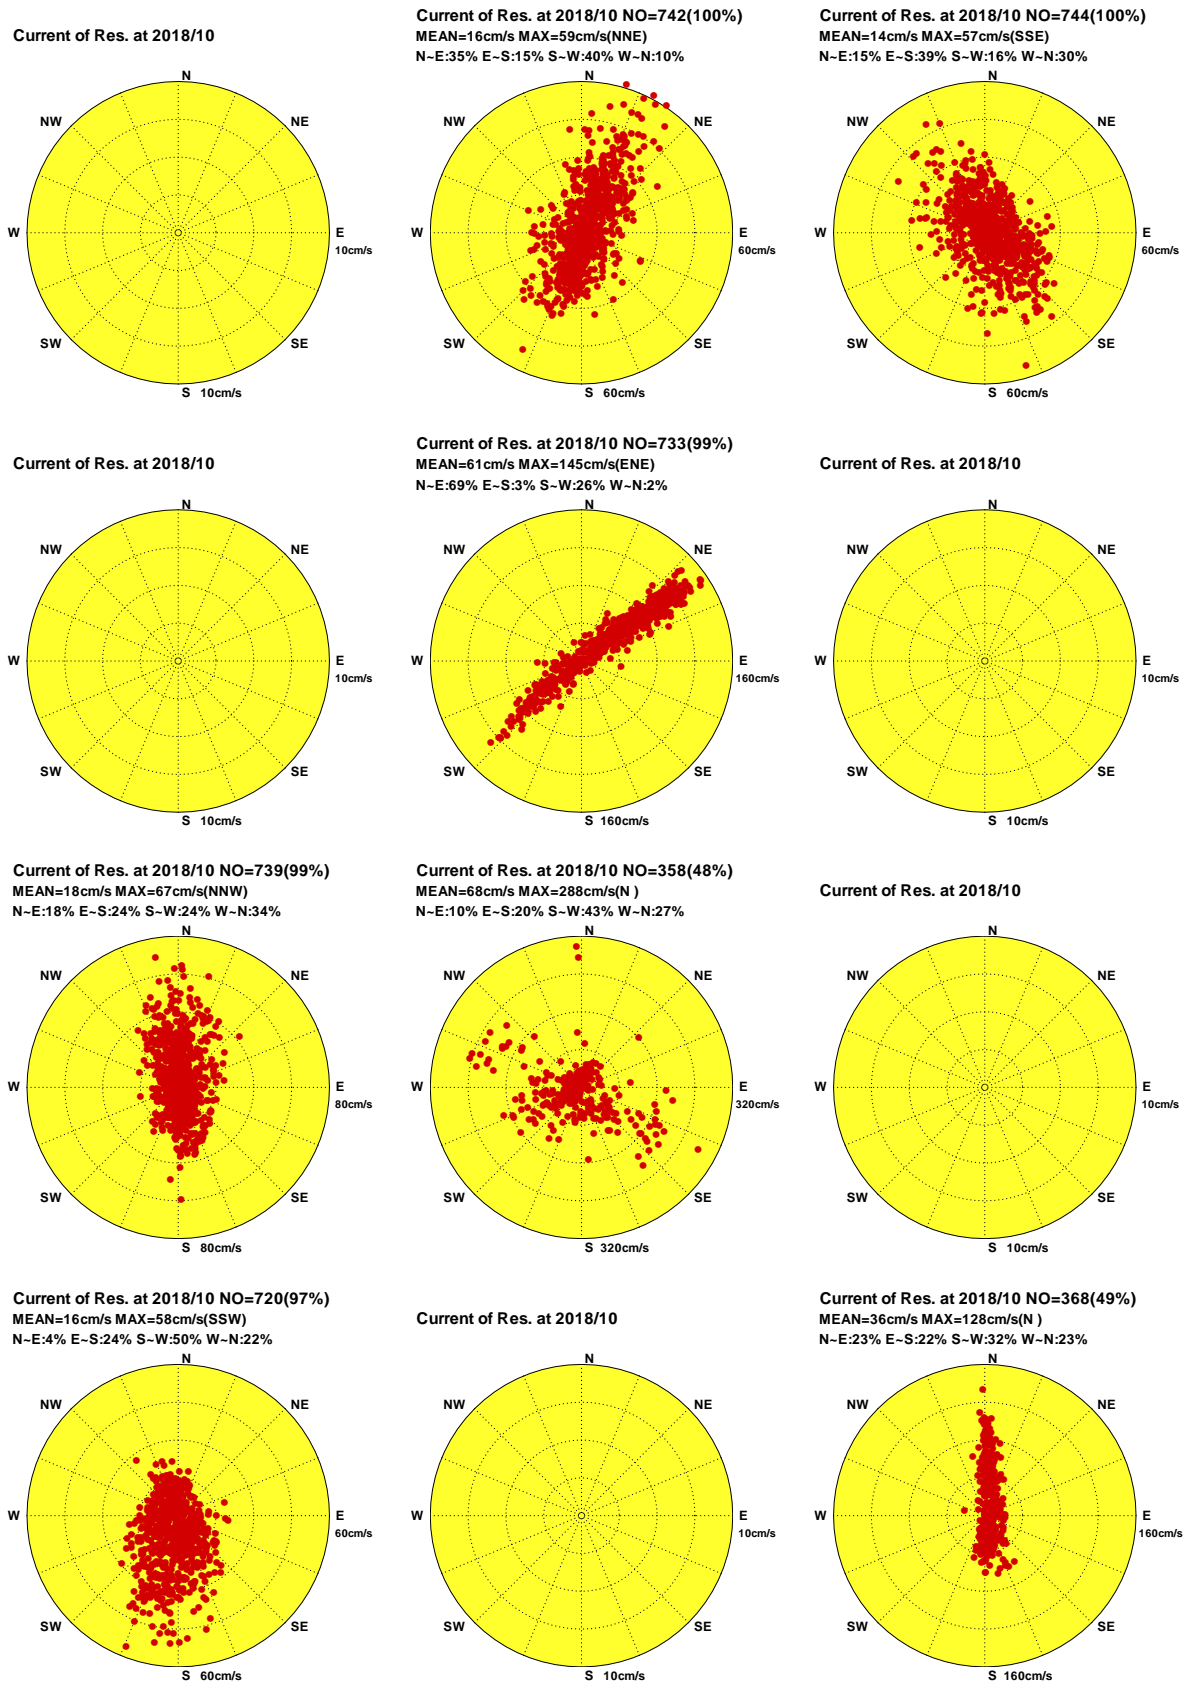 Current of Res. at 2018/10
N
NW
NE
W
E
10cm/s
SW
SE
S 10cm/s
Current of Res. at 2018/10 NO=742(100%)
MEAN=16cm/s MAX=59cm/s(NNE)
N~E:35% E~S:15% S~W:40% W~N:10%
N
NW
NE
W
E
60cm/s
SW
SE
S 60cm/s
Current of Res. at 2018/10 NO=744(100%)
MEAN=14cm/s MAX=57cm/s(SSE)
N~E:15% E~S:39% S~W:16% W~N:30%
N
NW
NE
W
E
60cm/s
SW
SE
S 60cm/s
Current of Res. at 2018/10
N
NW
NE
W
E
10cm/s
SW
SE
S 10cm/s
Current of Res. at 2018/10 NO=733(99%)
MEAN=61cm/s MAX=145cm/s(ENE)
N~E:69% E~S:3% S~W:26% W~N:2%
N
NW
NE
W
E
160cm/s
SW
SE
S 160cm/s
Current of Res. at 2018/10
N
NW
NE
W
E
10cm/s
SW
SE
S 10cm/s
Current of Res. at 2018/10 NO=739(99%)
MEAN=18cm/s MAX=67cm/s(NNW)
N~E:18% E~S:24% S~W:24% W~N:34%
N
NW
NE
W
E
80cm/s
SW
SE
S 80cm/s
Current of Res. at 2018/10 NO=358(48%)
MEAN=68cm/s MAX=288cm/s(N )
N~E:10% E~S:20% S~W:43% W~N:27%
N
NW
NE
W
E
320cm/s
SW
SE
S 320cm/s
Current of Res. at 2018/10
N
NW
NE
W
E
10cm/s
SW
SE
S 10cm/s
Current of Res. at 2018/10 NO=720(97%)
MEAN=16cm/s MAX=58cm/s(SSW)
N~E:4% E~S:24% S~W:50% W~N:22%
N
NW
NE
W
E
60cm/s
SW
SE
S 60cm/s
Current of Res. at 2018/10
N
NW
NE
W
E
10cm/s
SW
SE
S 10cm/s
Current of Res. at 2018/10 NO=368(49%)
MEAN=36cm/s MAX=128cm/s(N )
N~E:23% E~S:22% S~W:32% W~N:23%
N
NW
NE
W
E
160cm/s
SW
SE
S 160cm/s